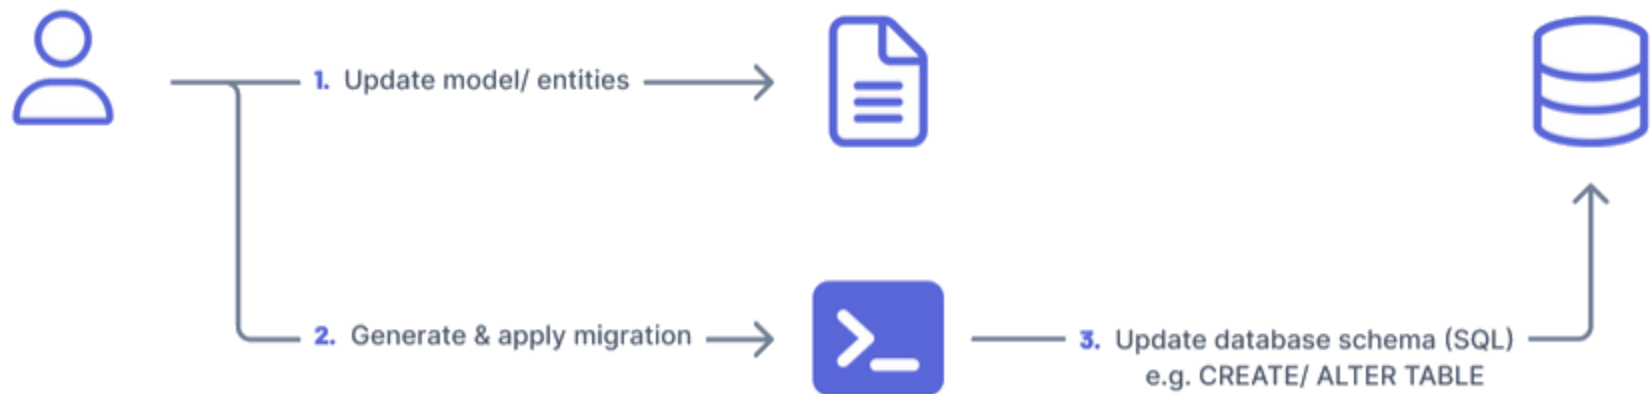 1. Update model/ entities
2. Generate & apply migration
3. Update database schema (SQL)
e.g. CREATE/ ALTER TABLE